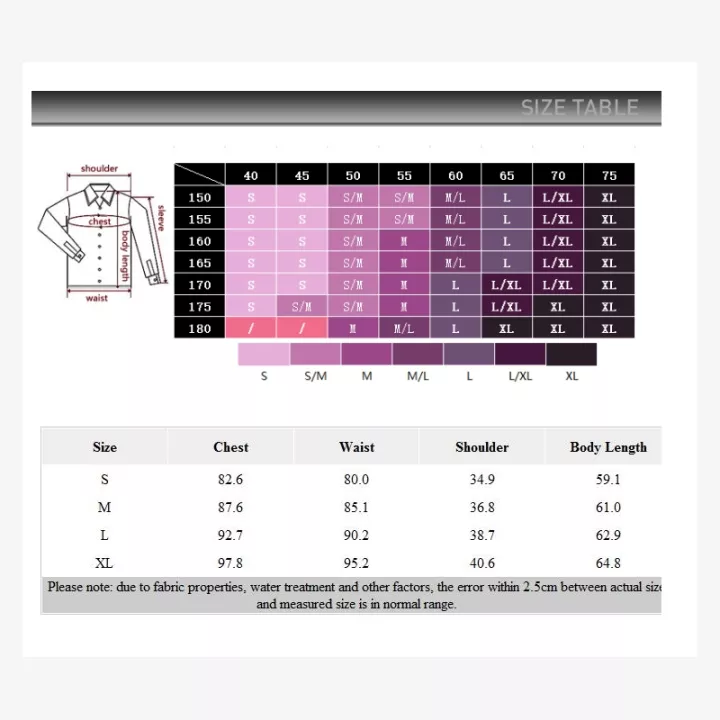 SIZE TABLE
shoulder
chest
sleeve
body length
waist
40 45 50 55 60 65 70 75
150 S S S/M S/M M/L L L/XL XL
155 S S S/M S/M M/L L L/XL XL
160 S S S/M M M/L L L/XL XL
165 S S S/M M M/L L L/XL XL
170 S S S/M M L L/XL L/XL XL
175 S S/M S/M M L L/XL XL XL
180 / / M M/L L XL XL XL
S S/M M M/L L L/XL XL
Size Chest Waist Shoulder Body Length
S 82.6 80.0 34.9 59.1
M 87.6 85.1 36.8 61.0
L 92.7 90.2 38.7 62.9
XL 97.8 95.2 40.6 64.8
Please note: due to fabric properties, water treatment and other factors, the error within 2.5cm between actual size
and measured size is in normal range.